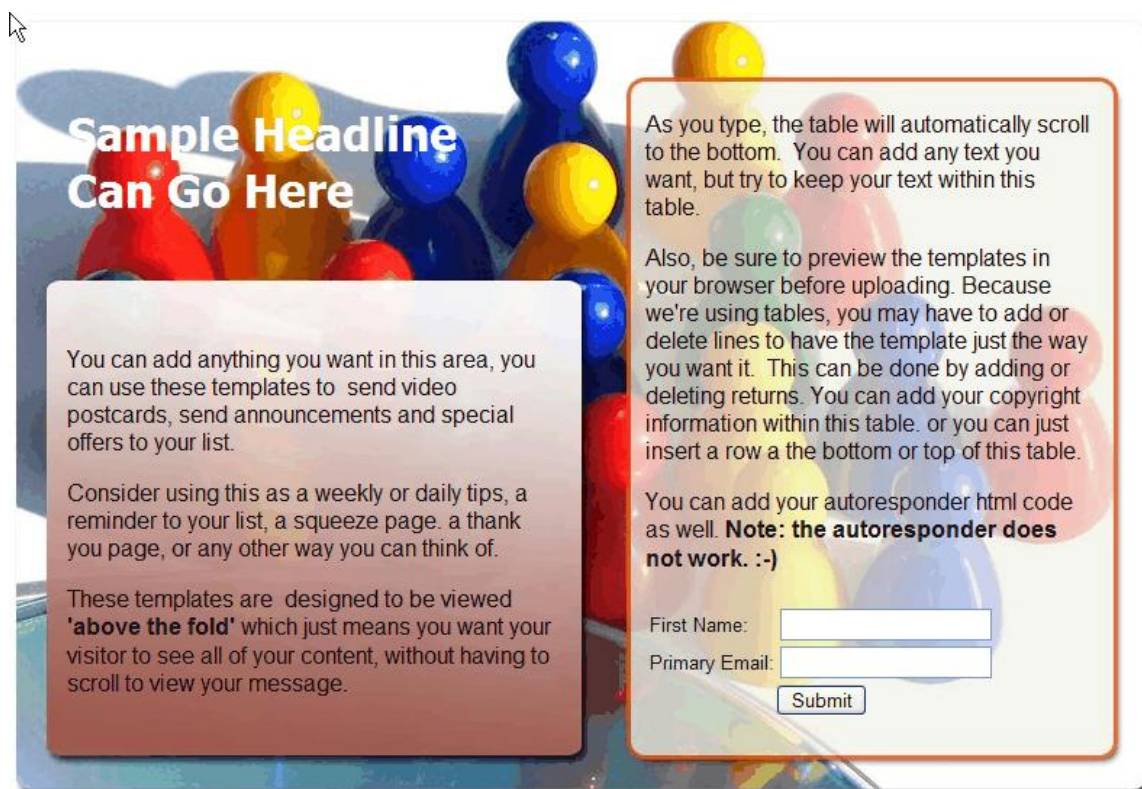 Sample Headline
Can Go Here
You can add anything you want in this area, you
can use these templates to  send video
postcards, send announcements and special
offers to your list.
Consider using this as a weekly or daily tips, a
reminder to your list, a squeeze page. a thank
you page, or any other way you can think of.
These templates are  designed to be viewed
'above the fold' which just means you want your
visitor to see all of your content, without having to
scroll to view your message.
As you type, the table will automatically scroll
to the bottom.  You can add any text you
want, but try to keep your text within this
table.
Also, be sure to preview the templates in
your browser before uploading. Because
we're using tables, you may have to add or
delete lines to have the template just the way
you want it.  This can be done by adding or
deleting returns. You can add your copyright
information within this table. or you can just
insert a row a the bottom or top of this table.
You can add your autoresponder html code
as well. Note: the autoresponder does
not work. :-)
First Name:
Primary Email:
Submit